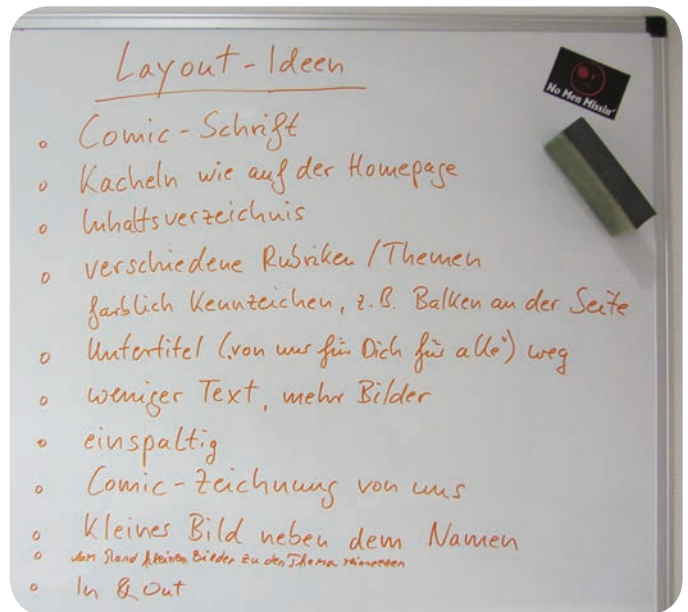 Layout-Ideen
No Men Missin'
o Comic-Schrift
o Kacheln wie auf der Homepage
o Inhaltsverzeichnis
o verschiedene Rubriken / Themen
farblich Kennzeichen, z.B. Balken an der Seite
o Untertitel („von uns für Dich für alle“) weg
o weniger Text, mehr Bilder
o einspaltig
o Comic-Zeichnung von uns
o Kleines Bild neben dem Namen
o Rand kleine Bilder zu den Thema
o In & Out